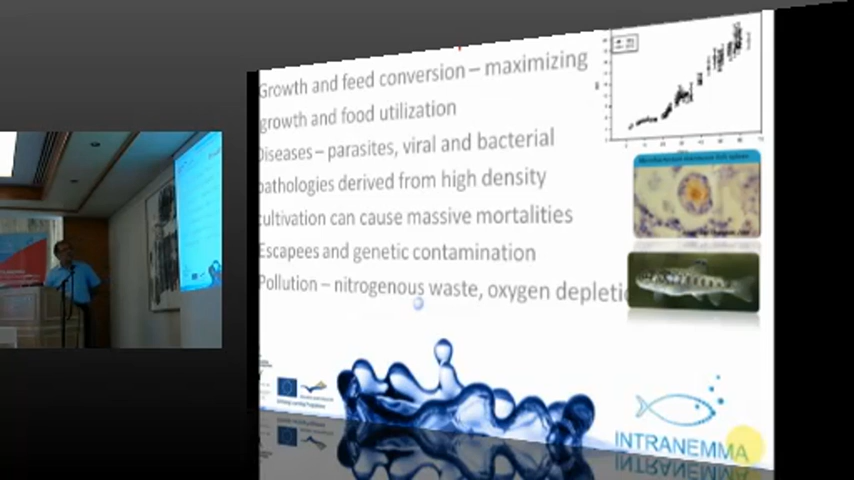 Growth and feed conversion – maximizing
growth and food utilization
Diseases – parasites, viral and bacterial
pathologies derived from high density
cultivation can cause massive mortalities
Escapees and genetic contamination
Pollution – nitrogenous waste, oxygen depleti
INTRANEMMA